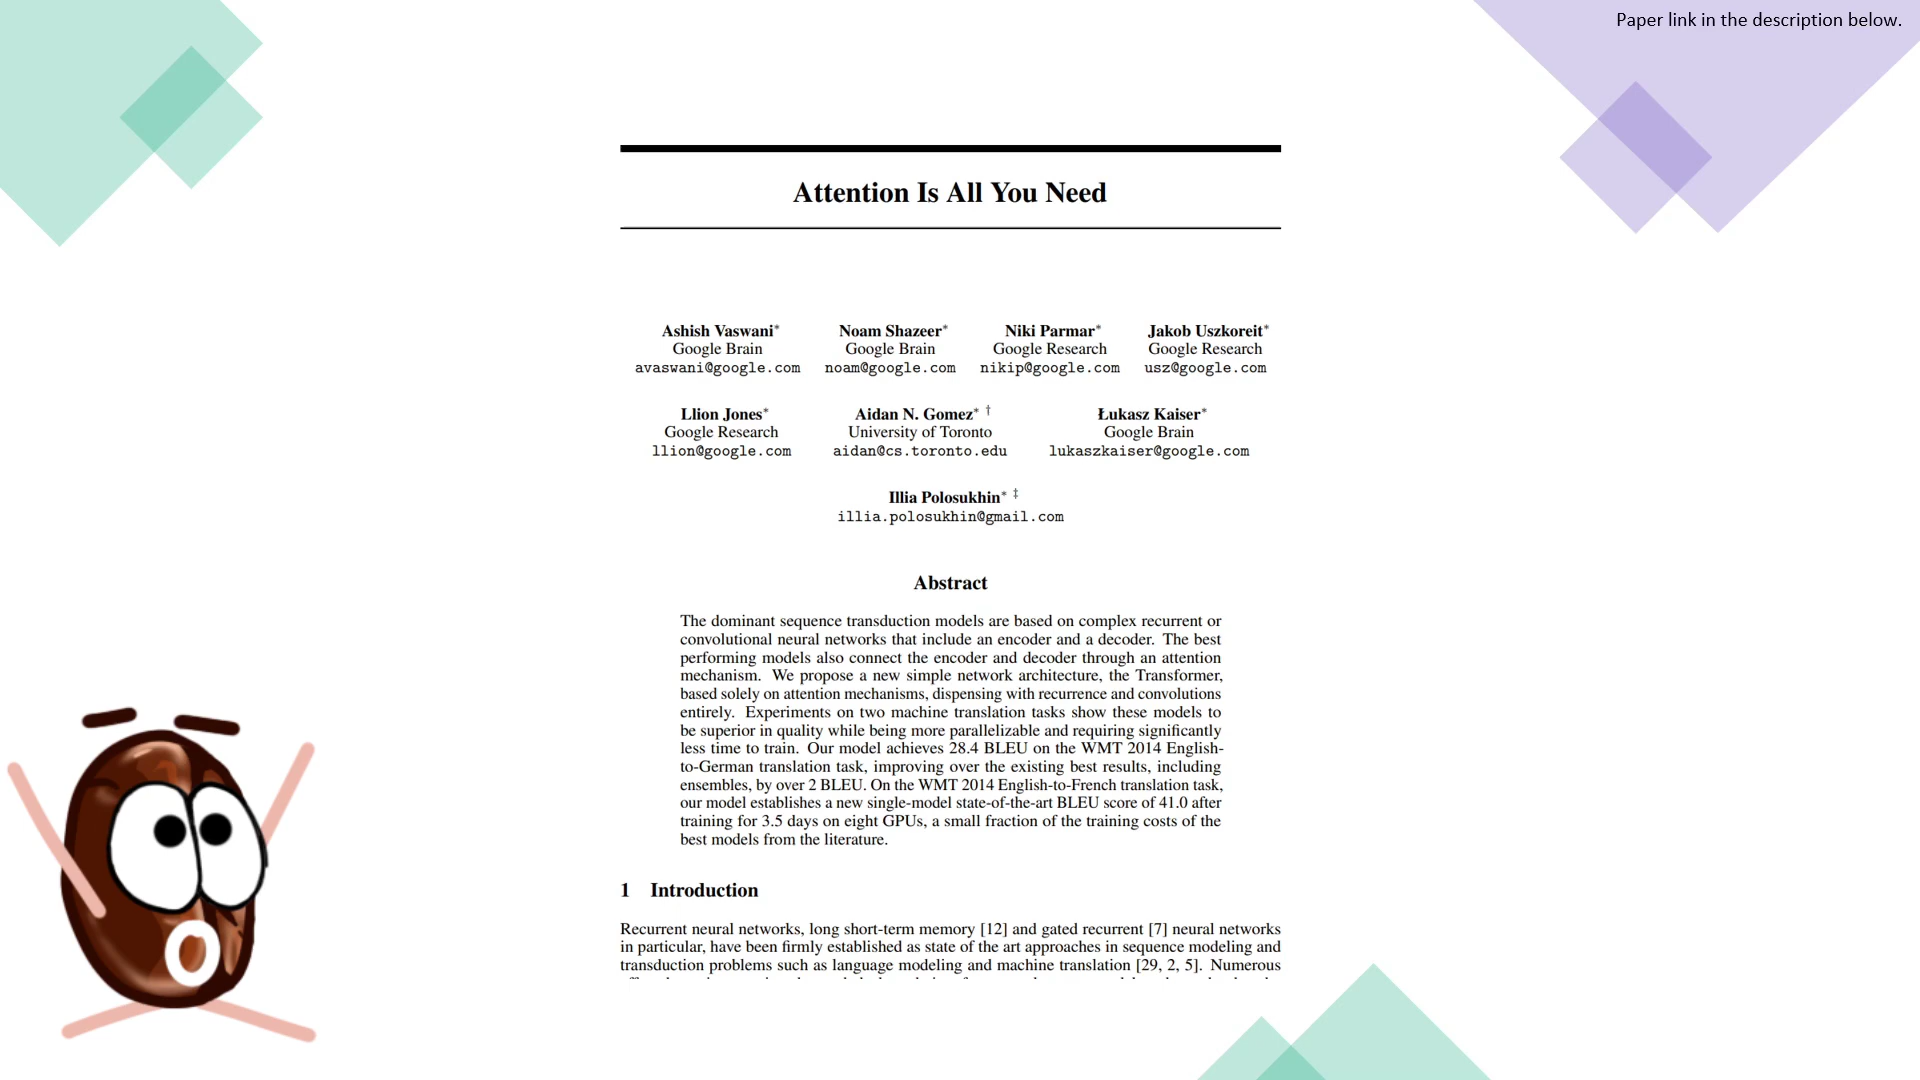 Paper link in the description below.
Attention Is All You Need
Ashish Vaswani* Noam Shazeer* Niki Parmar* Jakob Uszkoreit*
Google Brain Google Brain Google Research Google Research
avaswani@google.com noam@google.com nikip@google.com usz@google.com
Llion Jones* Aidan N. Gomez* † Łukasz Kaiser*
Google Research University of Toronto Google Brain
llion@google.com aidan@cs.toronto.edu lukaszkaiser@google.com
Illia Polosukhin* ‡
illia.polosukhin@gmail.com
Abstract
The dominant sequence transduction models are based on complex recurrent or
convolutional neural networks that include an encoder and a decoder. The best
performing models also connect the encoder and decoder through an attention
mechanism. We propose a new simple network architecture, the Transformer,
based solely on attention mechanisms, dispensing with recurrence and convolutions
entirely. Experiments on two machine translation tasks show these models to
be superior in quality while being more parallelizable and requiring significantly
less time to train. Our model achieves 28.4 BLEU on the WMT 2014 English-
to-German translation task, improving over the existing best results, including
ensembles, by over 2 BLEU. On the WMT 2014 English-to-French translation task,
our model establishes a new single-model state-of-the-art BLEU score of 41.0 after
training for 3.5 days on eight GPUs, a small fraction of the training costs of the
best models from the literature.
1 Introduction
Recurrent neural networks, long short-term memory [12] and gated recurrent [7] neural networks
in particular, have been firmly established as state of the art approaches in sequence modeling and
transduction problems such as language modeling and machine translation [29, 2, 5]. Numerous